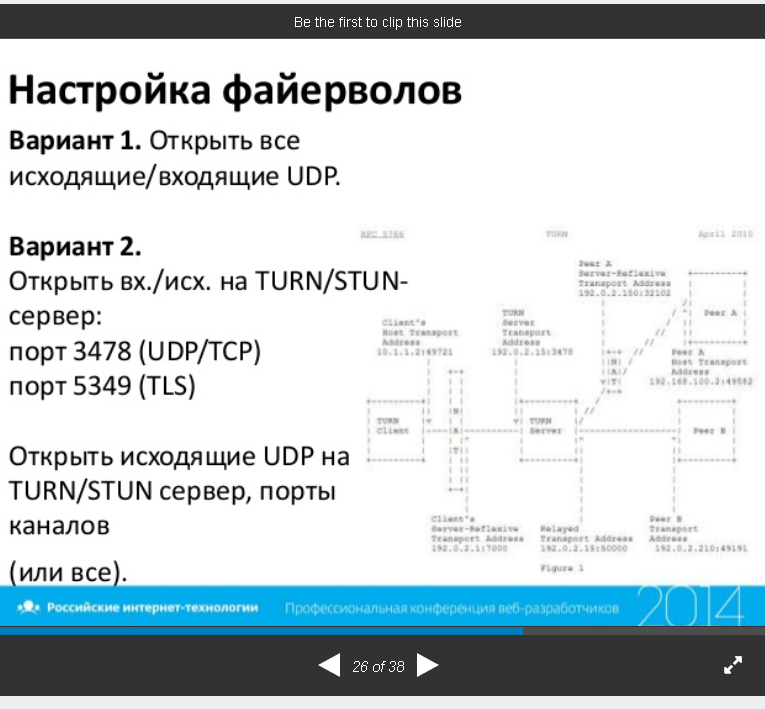 Be the first to clip this slide
Настройка файерволов
Вариант 1. Открыть все
исходящие/входящие UDP.
Вариант 2.
Открыть вх./исх. на TURN/STUN-
сервер:
порт 3478 (UDP/TCP)
порт 5349 (TLS)
Открыть исходящие UDP на
TURN/STUN сервер, порты
каналов
(или все).
RFC 5766 TURN April 2010
Peer A
Server-Reflexive
Transport Address
192.0.2.150:32102
Peer A
TURN
Server
Transport
Address
192.0.2.15:3478
Client's
Host Transport
Address
10.1.1.2:49721
Peer A
Host Transport
Address
192.168.100.2:49582
TURN
Client
TURN
Server
Peer B
Client's
Server-Reflexive
Transport Address
192.0.2.1:7000
Relayed
Transport Address
192.0.2.15:50000
Peer B
Transport
Address
192.0.2.210:49191
Figure 1
Российские интернет-технологии Профессиональная конференция веб-разработчиков 2014
26 of 38